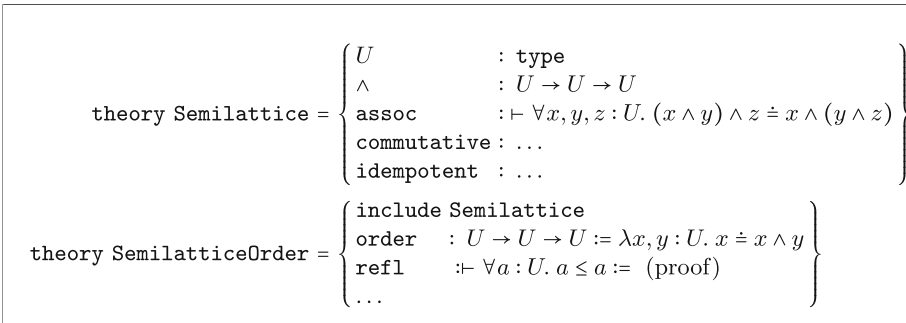 U : type
∧ : U → U → U
theory Semilattice = assoc :⊢ ∀x, y, z : U. (x ∧ y) ∧ z ≐ x ∧ (y ∧ z)
commutative : ...
idempotent : ...
include Semilattice
theory SemilatticeOrder = order : U → U → U := λx, y : U. x ≐ x ∧ y
refl :⊢ ∀a : U. a ≤ a := (proof)
...